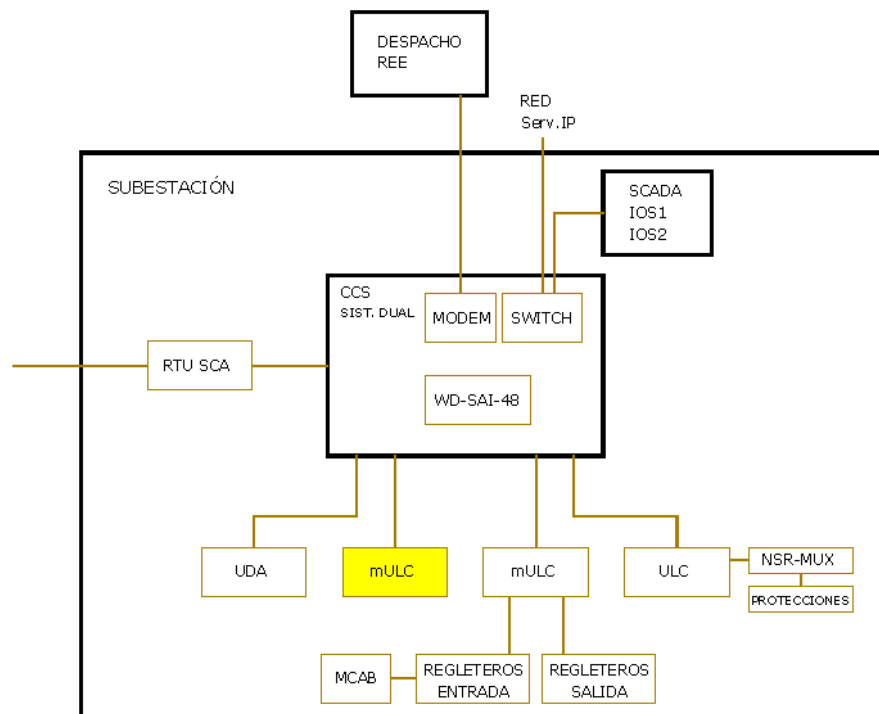 DESPACHO
REE
RED
Serv.IP
SUBESTACIÓN
SCADA
IOS1
IOS2
CCS
SIST. DUAL
MODEM
SWITCH
RTU SCA
WD-SAI-48
UDA
mULC
mULC
ULC
NSR-MUX
PROTECCIONES
MCAB
REGLETEROS
ENTRADA
REGLETEROS
SALIDA